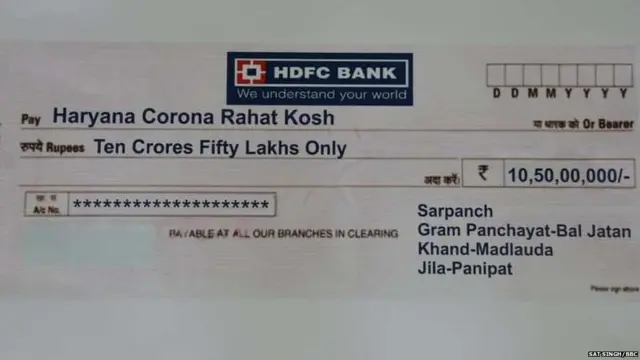 HDFC BANK
We understand your world
D D M M Y Y Y Y
Pay Haryana Corona Rahat Kosh
या धारक को Or Bearer
रुपये Rupees Ten Crores Fifty Lakhs Only
अदा करें। ₹ 10,50,00,000/-
A/c No. ********************
PAYABLE AT ALL OUR BRANCHES IN CLEARING
Sarpanch
Gram Panchayat-Bal Jatan
Khand-Madlauda
Jila-Panipat
Please sign above
SAT SINGH/BBC